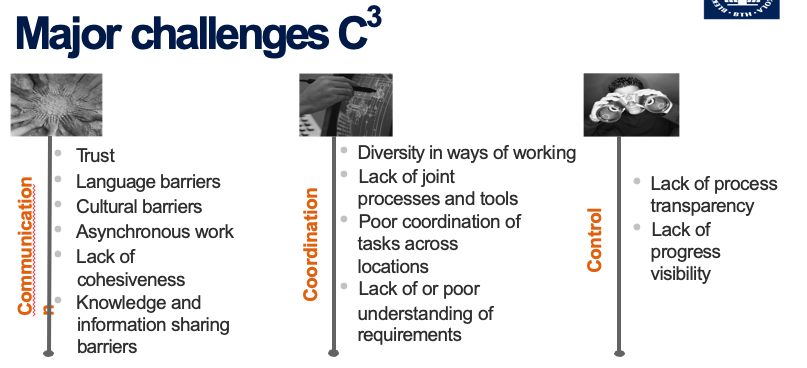 Major challenges C3
BTH
Communication
n
Trust
Language barriers
Cultural barriers
Asynchronous work
Lack of
cohesiveness
Knowledge and
information sharing
barriers
Coordination
Diversity in ways of working
Lack of joint
processes and tools
Poor coordination of
tasks across
locations
Lack of or poor
understanding of
requirements
Control
Lack of process
transparency
Lack of
progress
visibility